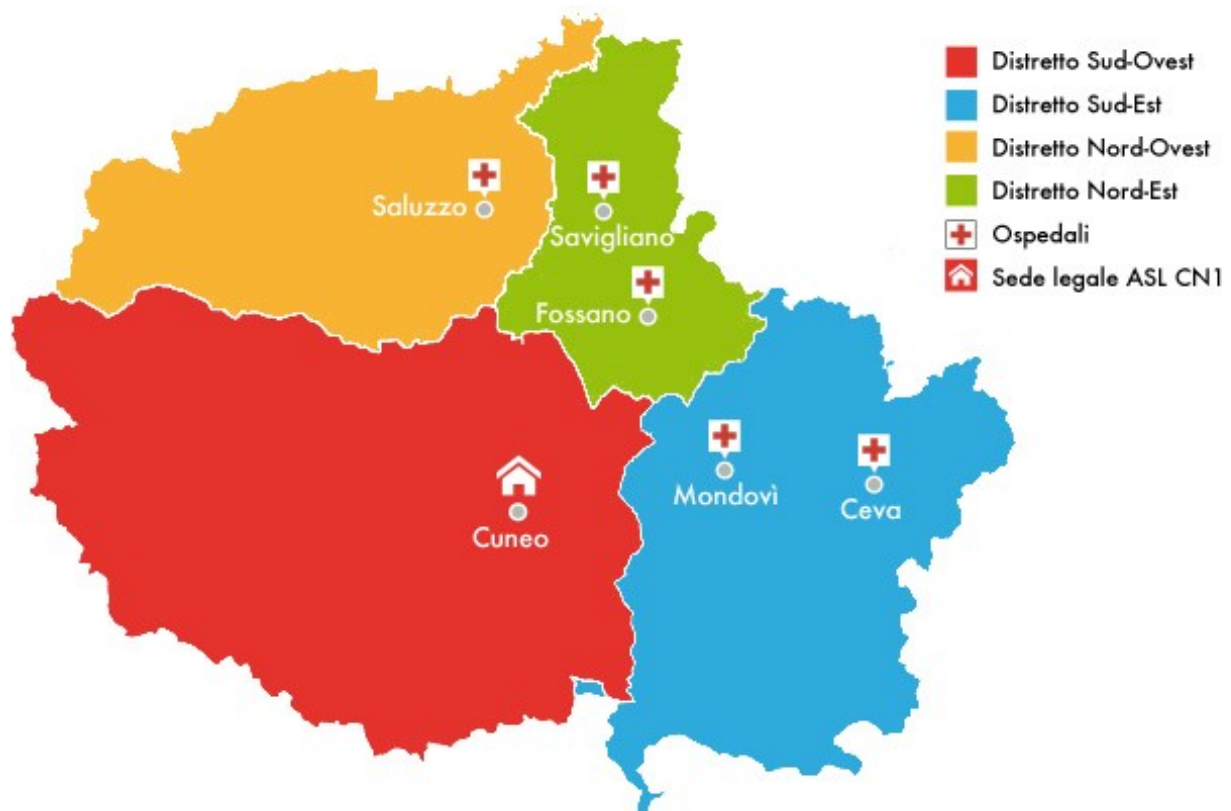 Distretto Sud-Ovest
Distretto Sud-Est
Distretto Nord-Ovest
Distretto Nord-Est
Ospedali
Sede legale ASL CN1
Saluzzo
Savigliano
Fossano
Mondovì
Ceva
Cuneo